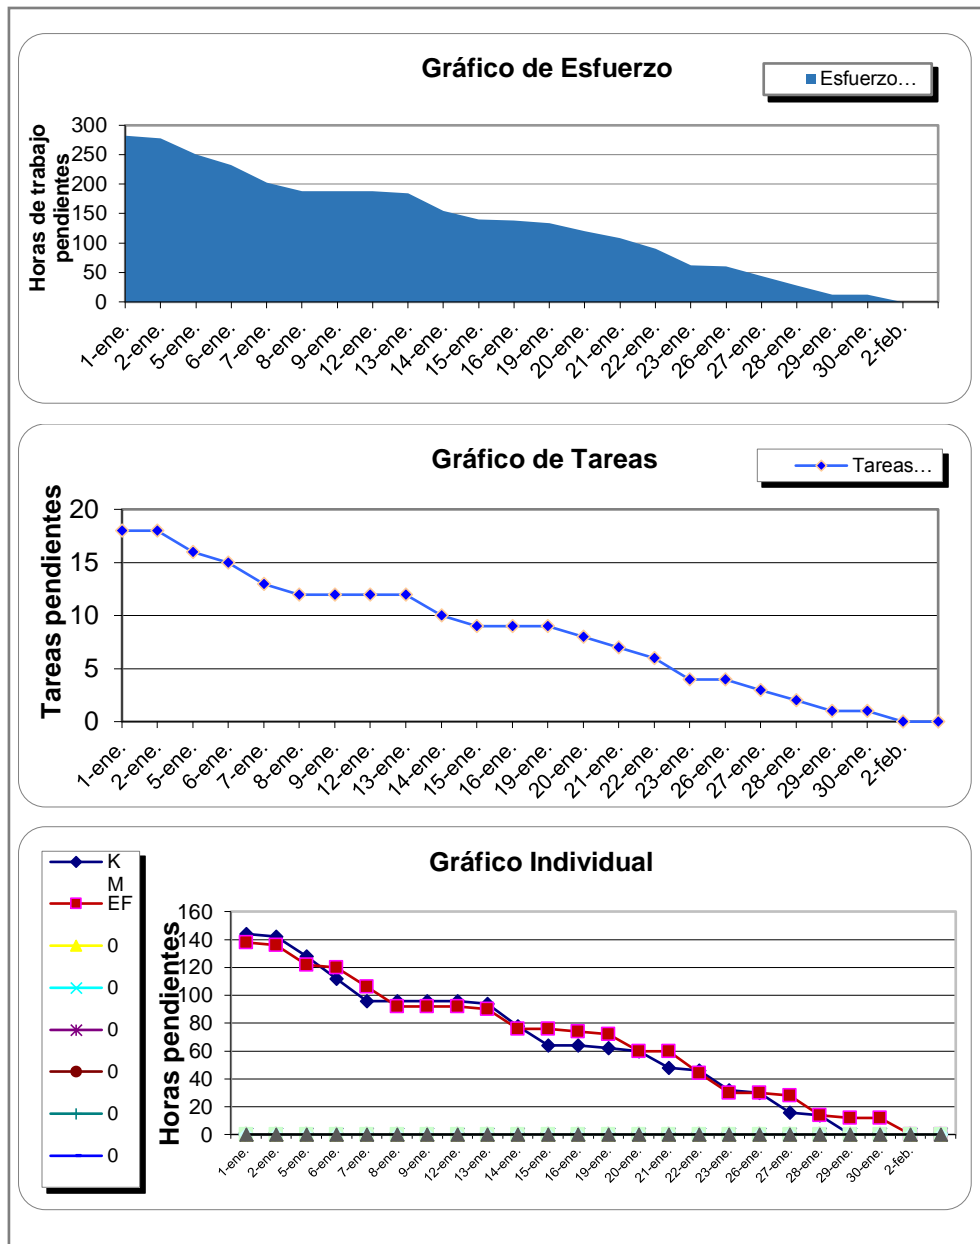 Gráfico de Esfuerzo
Esfuerzo...
Horas de trabajo
pendientes
300
250
200
150
100
50
0
1-ene.
2-ene.
5-ene.
6-ene.
7-ene.
8-ene.
9-ene.
12-ene.
13-ene.
14-ene.
15-ene.
16-ene.
19-ene.
20-ene.
21-ene.
22-ene.
23-ene.
26-ene.
27-ene.
28-ene.
29-ene.
30-ene.
2-feb.
Gráfico de Tareas
Tareas...
Tareas pendientes
20
15
10
5
0
1-ene.
2-ene.
5-ene.
6-ene.
7-ene.
8-ene.
9-ene.
12-ene.
13-ene.
14-ene.
15-ene.
16-ene.
19-ene.
20-ene.
21-ene.
22-ene.
23-ene.
26-ene.
27-ene.
28-ene.
29-ene.
30-ene.
2-feb.
K
M
EF
0
0
0
0
0
0
Gráfico Individual
Horas pendientes
160
140
120
100
80
60
40
20
0
1-ene.
2-ene.
5-ene.
6-ene.
7-ene.
8-ene.
9-ene.
12-ene.
13-ene.
14-ene.
15-ene.
16-ene.
19-ene.
20-ene.
21-ene.
22-ene.
23-ene.
26-ene.
27-ene.
28-ene.
29-ene.
30-ene.
2-feb.